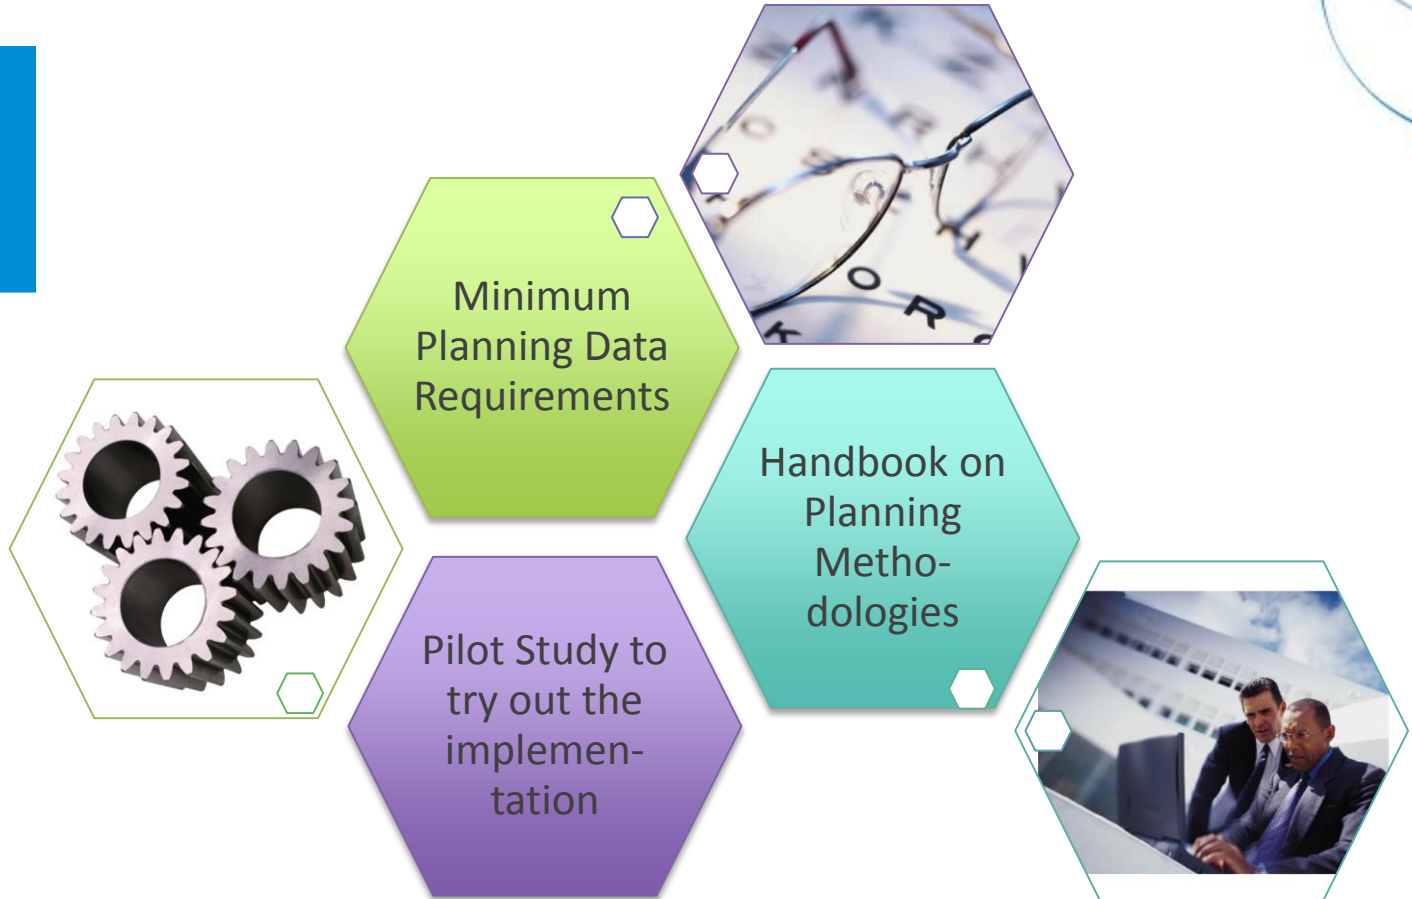 Minimum
Planning Data
Requirements
Handbook on
Planning
Metho-
dologies
Pilot Study to
try out the
implemen-
tation